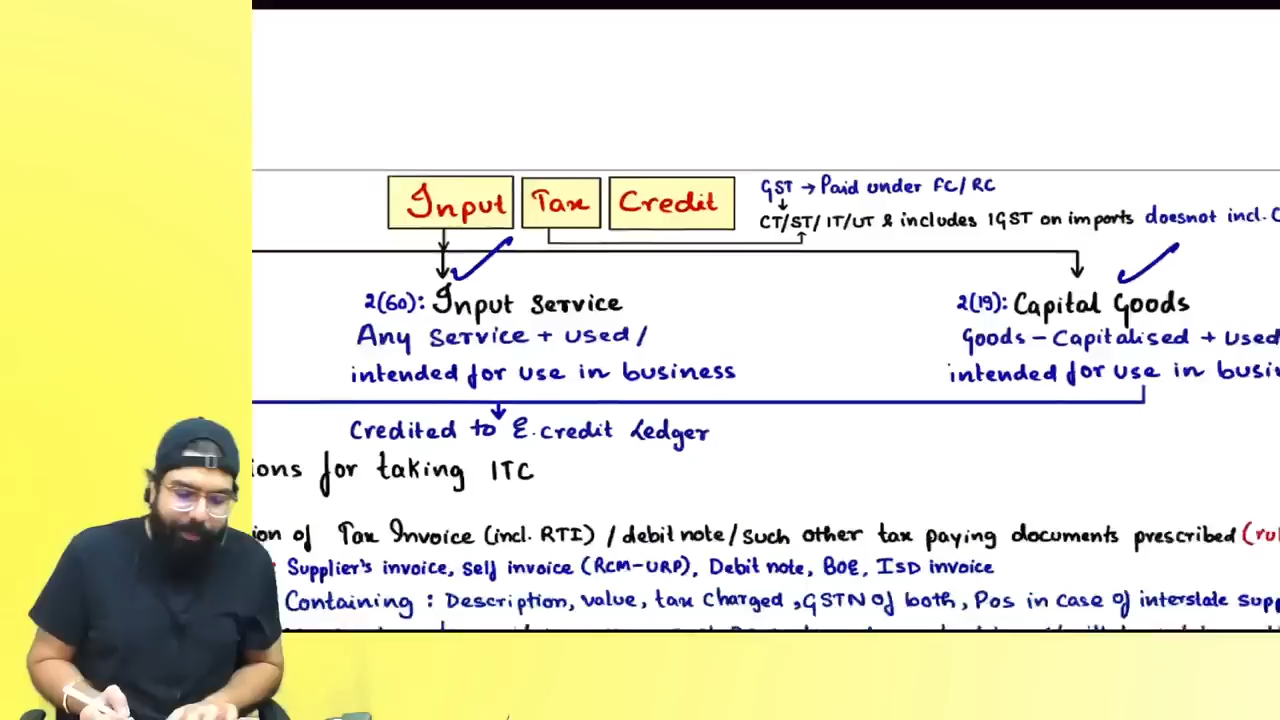 Input Tax Credit
GST → Paid under FC/RC
CT/ST/IT/UT & includes IGST on imports doesnot incl.
2(60): Input Service
Any Service + used/
intended for use in business
2(19): Capital Goods
Goods - Capitalised + used
intended for use in busin
Credited to E.credit Ledger
ions for taking ITC
ion of Tax Invoice (incl. RTI) / debit note/such other tax paying documents prescribed (rul
: Supplier's invoice, self invoice (RCM-URP), Debit note, BOE, ISD invoice
Containing : Description, value, tax charged, GSTN of both, Pos in case of interstate supp